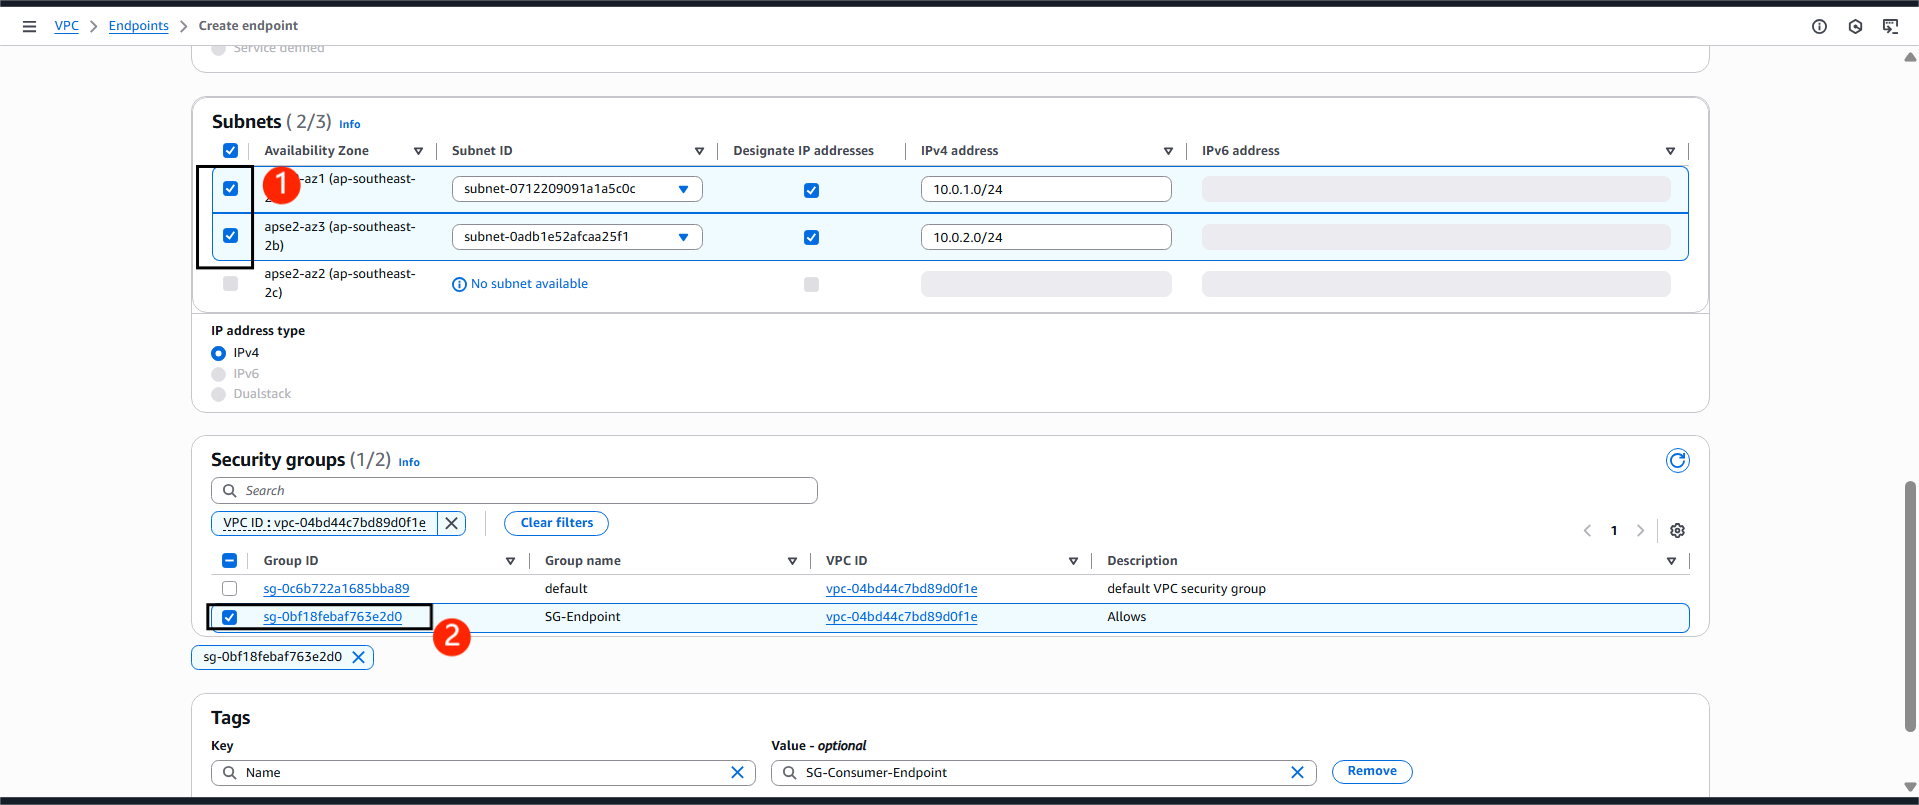 VPC > Endpoints > Create endpoint
Service defined
Subnets ( 2/3) Info
Availability Zone Subnet ID Designate IP addresses IPv4 address IPv6 address
1
-az1 (ap-southeast-
subnet-0712209091a1a5c0c 10.0.1.0/24
apse2-az3 (ap-southeast-
2b)
subnet-0adb1e52afcaa25f1 10.0.2.0/24
apse2-az2 (ap-southeast-
2c)
No subnet available
IP address type
IPv4
IPv6
Dualstack
Security groups (1/2) Info
Search
VPC ID : vpc-04bd44c7bd89d0f1e Clear filters
1
Group ID Group name VPC ID Description
sg-0c6b722a1685bba89 default vpc-04bd44c7bd89d0f1e default VPC security group
sg-0bf18febaf763e2d0 SG-Endpoint vpc-04bd44c7bd89d0f1e Allows
2
sg-0bf18febaf763e2d0
Tags
Key Value - optional
Name SG-Consumer-Endpoint Remove